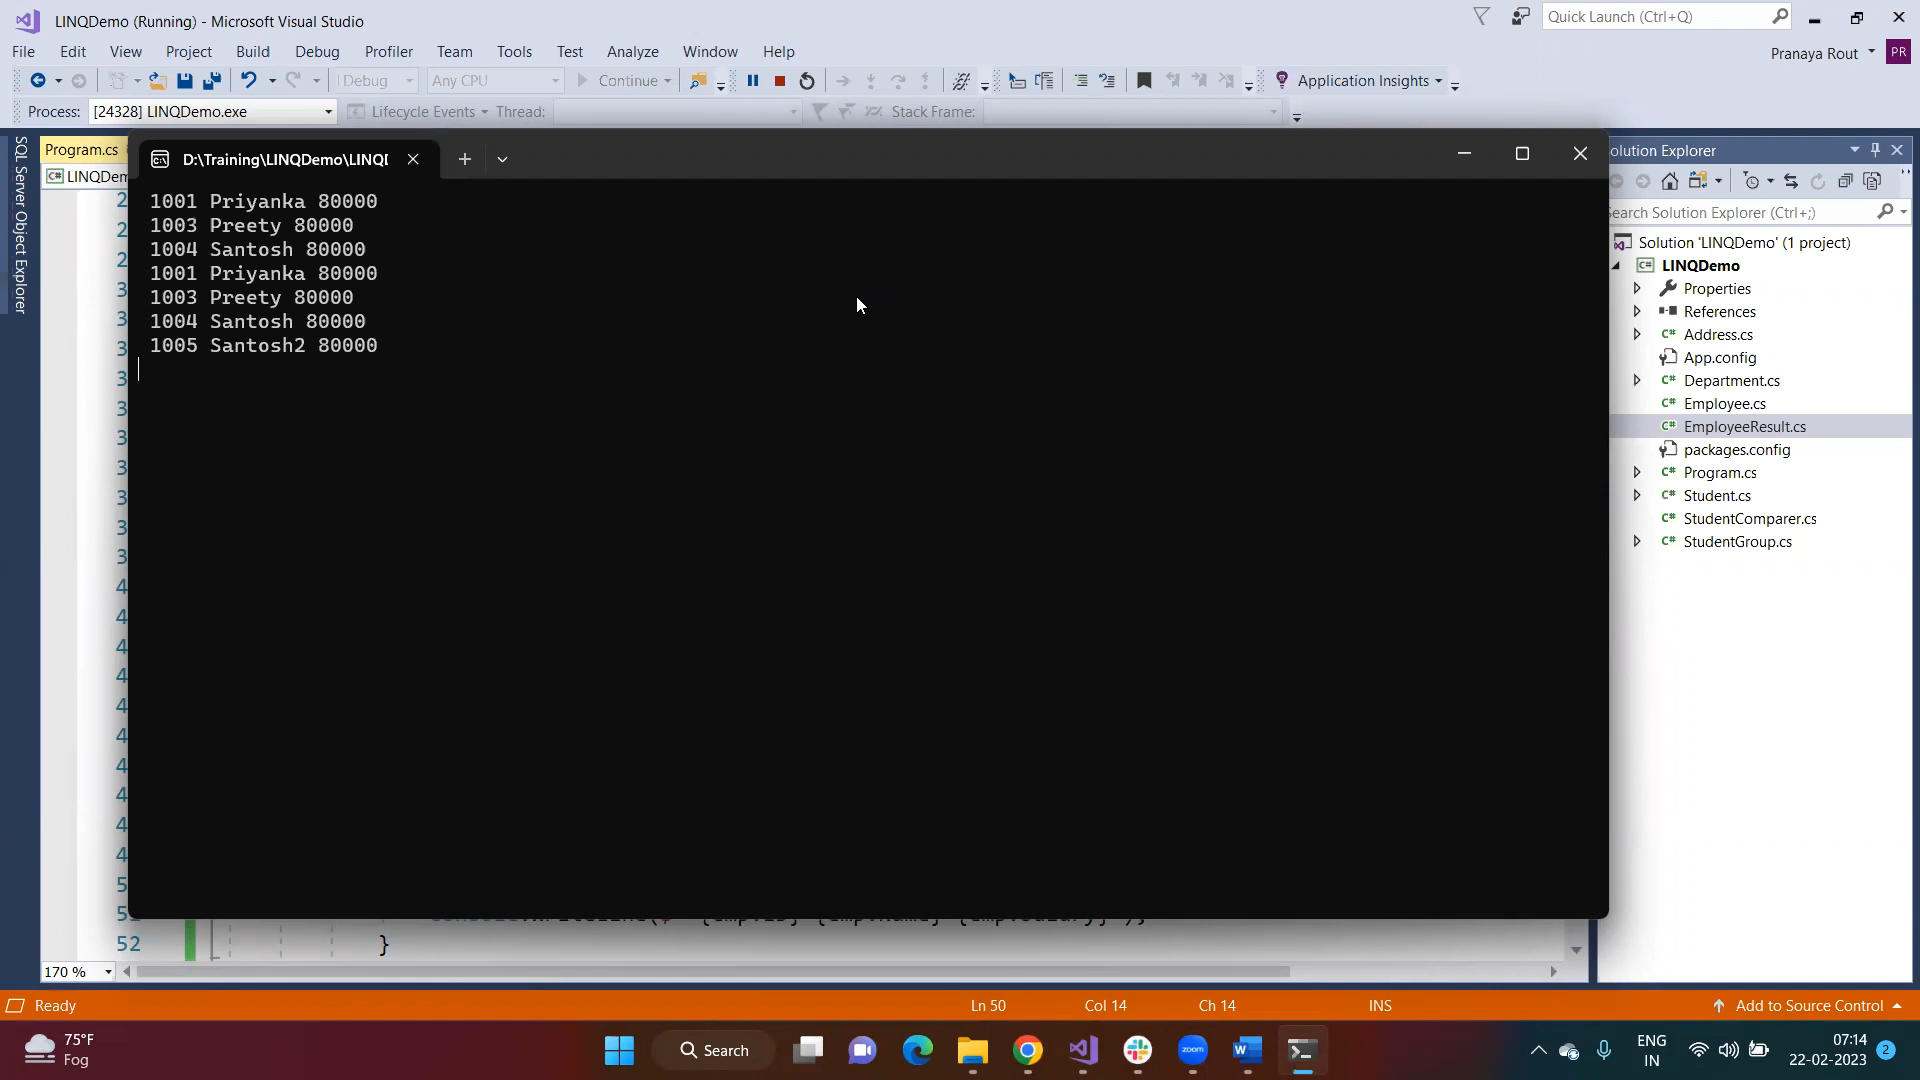 LINQDemo (Running) - Microsoft Visual Studio
Quick Launch (Ctrl+Q)
File Edit View Project Build Debug Profiler Team Tools Test Analyze Window Help
Pranaya Rout PR
Debug Any CPU Continue Application Insights
Process: [24328] LINQDemo.exe Lifecycle Events Thread: Stack Frame:
Program.cs
D:\Training\LINQDemo\LINQ
olution Explorer
LINQDem
SQL Server Object Explorer
1001 Priyanka 80000
1003 Preety 80000
1004 Santosh 80000
1001 Priyanka 80000
1003 Preety 80000
1004 Santosh 80000
1005 Santosh2 80000
earch Solution Explorer (Ctrl+;)
Solution 'LINQDemo' (1 project)
C# LINQDemo
Properties
References
C# Address.cs
App.config
C# Department.cs
C# Employee.cs
C# EmployeeResult.cs
packages.config
C# Program.cs
C# Student.cs
C# StudentComparer.cs
C# StudentGroup.cs
52 }
170 %
Ready Ln 50 Col 14 Ch 14 INS Add to Source Control
75°F
Fog
Search
zoom
ENG
IN
07:14
22-02-2023
2